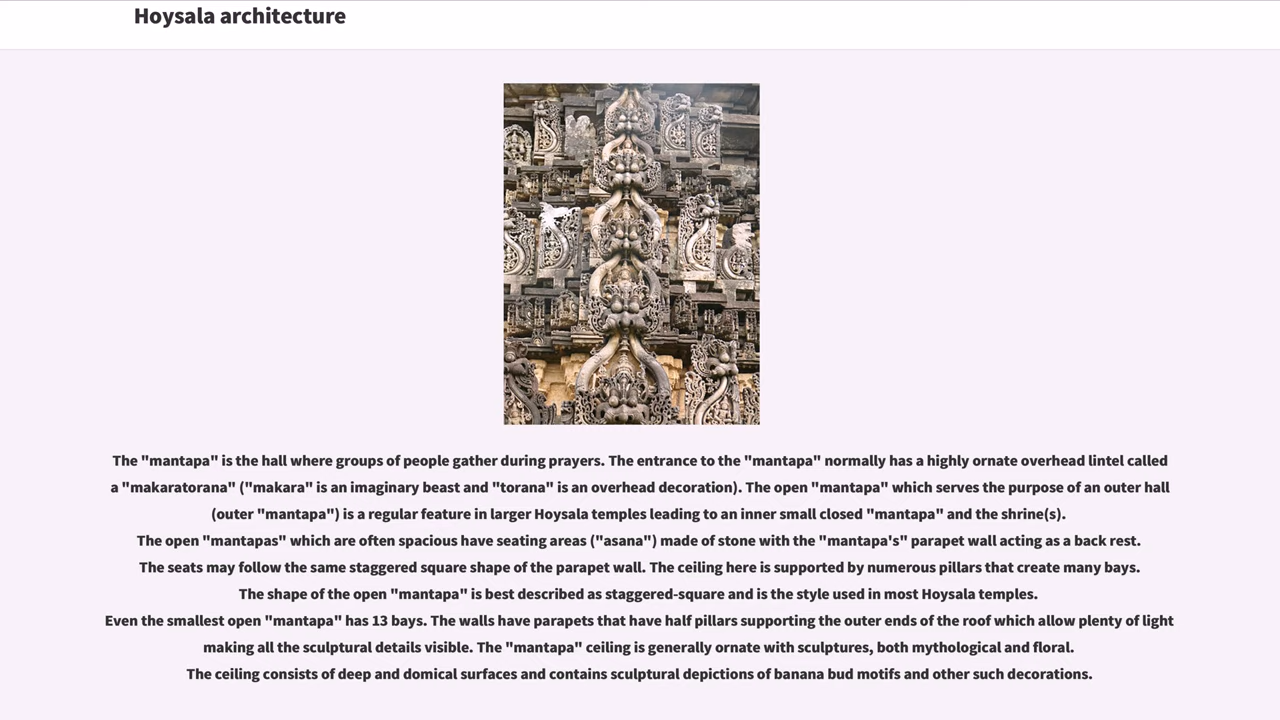 Hoysala architecture
The "mantapa" is the hall where groups of people gather during prayers. The entrance to the "mantapa" normally has a highly ornate overhead lintel called
a "makaratorana" ("makara" is an imaginary beast and "torana" is an overhead decoration). The open "mantapa" which serves the purpose of an outer hall
(outer "mantapa") is a regular feature in larger Hoysala temples leading to an inner small closed "mantapa" and the shrine(s).
The open "mantapas" which are often spacious have seating areas ("asana") made of stone with the "mantapa's" parapet wall acting as a back rest.
The seats may follow the same staggered square shape of the parapet wall. The ceiling here is supported by numerous pillars that create many bays.
The shape of the open "mantapa" is best described as staggered-square and is the style used in most Hoysala temples.
Even the smallest open "mantapa" has 13 bays. The walls have parapets that have half pillars supporting the outer ends of the roof which allow plenty of light
making all the sculptural details visible. The "mantapa" ceiling is generally ornate with sculptures, both mythological and floral.
The ceiling consists of deep and domical surfaces and contains sculptural depictions of banana bud motifs and other such decorations.